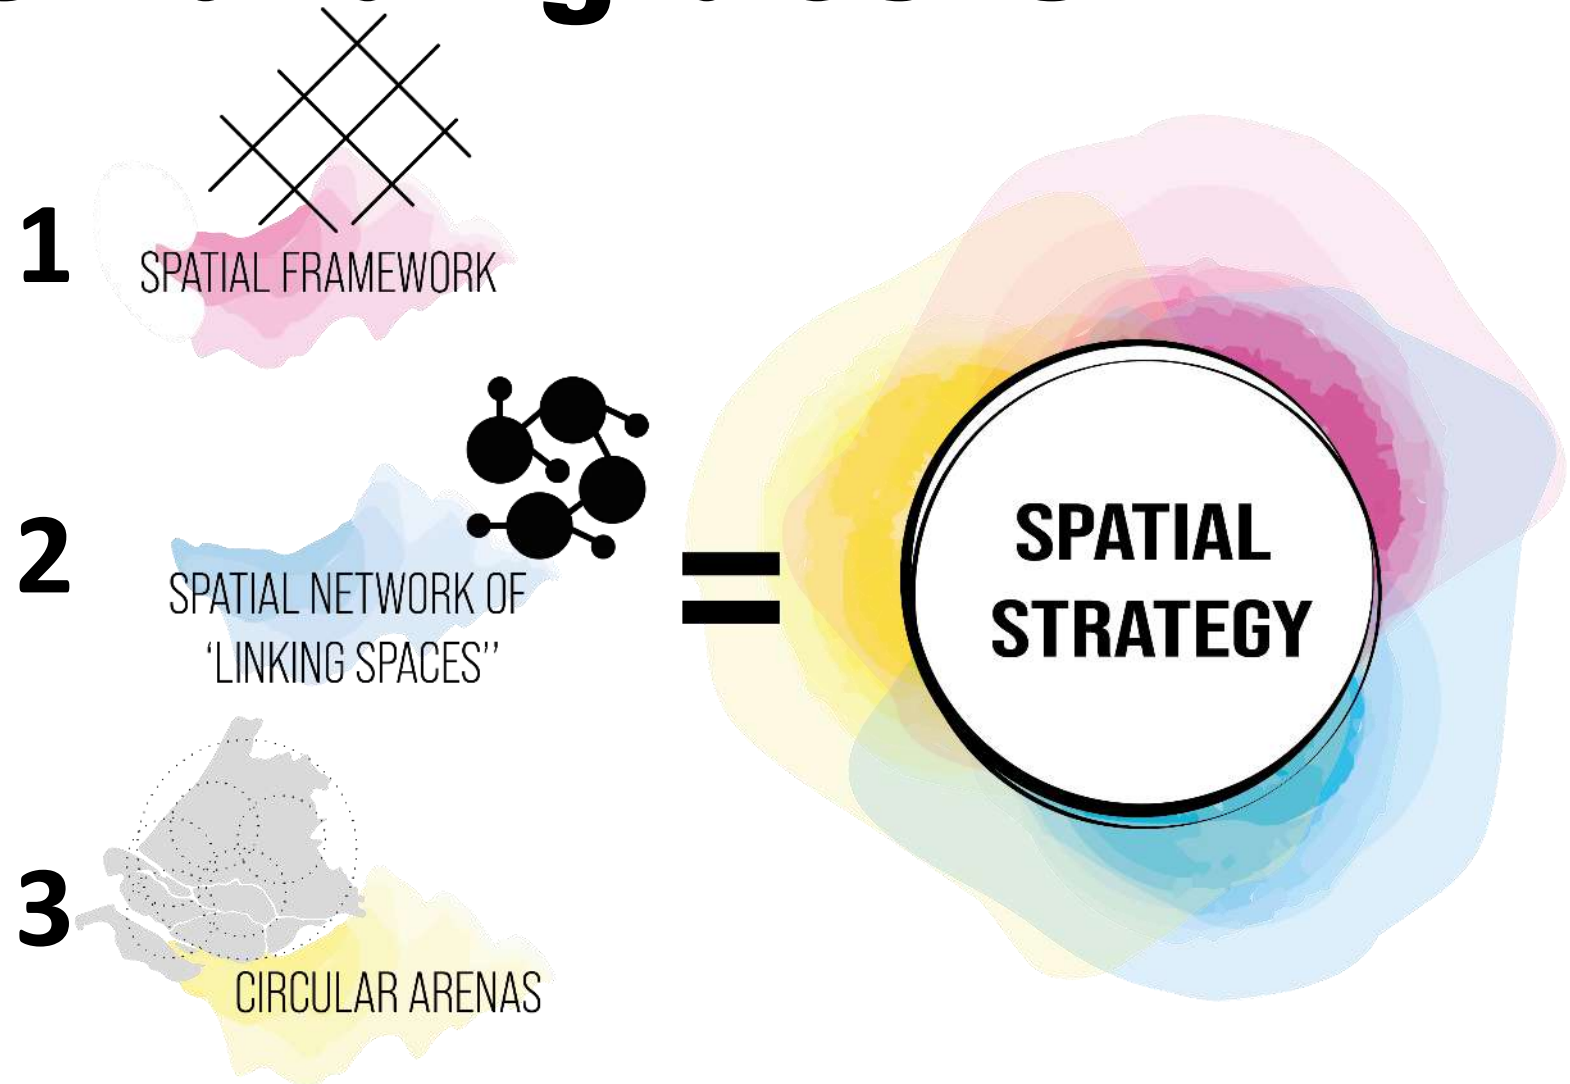 1
SPATIAL FRAMEWORK
2
SPATIAL NETWORK OF
‘LINKING SPACES’’
3
CIRCULAR ARENAS
=
SPATIAL
STRATEGY